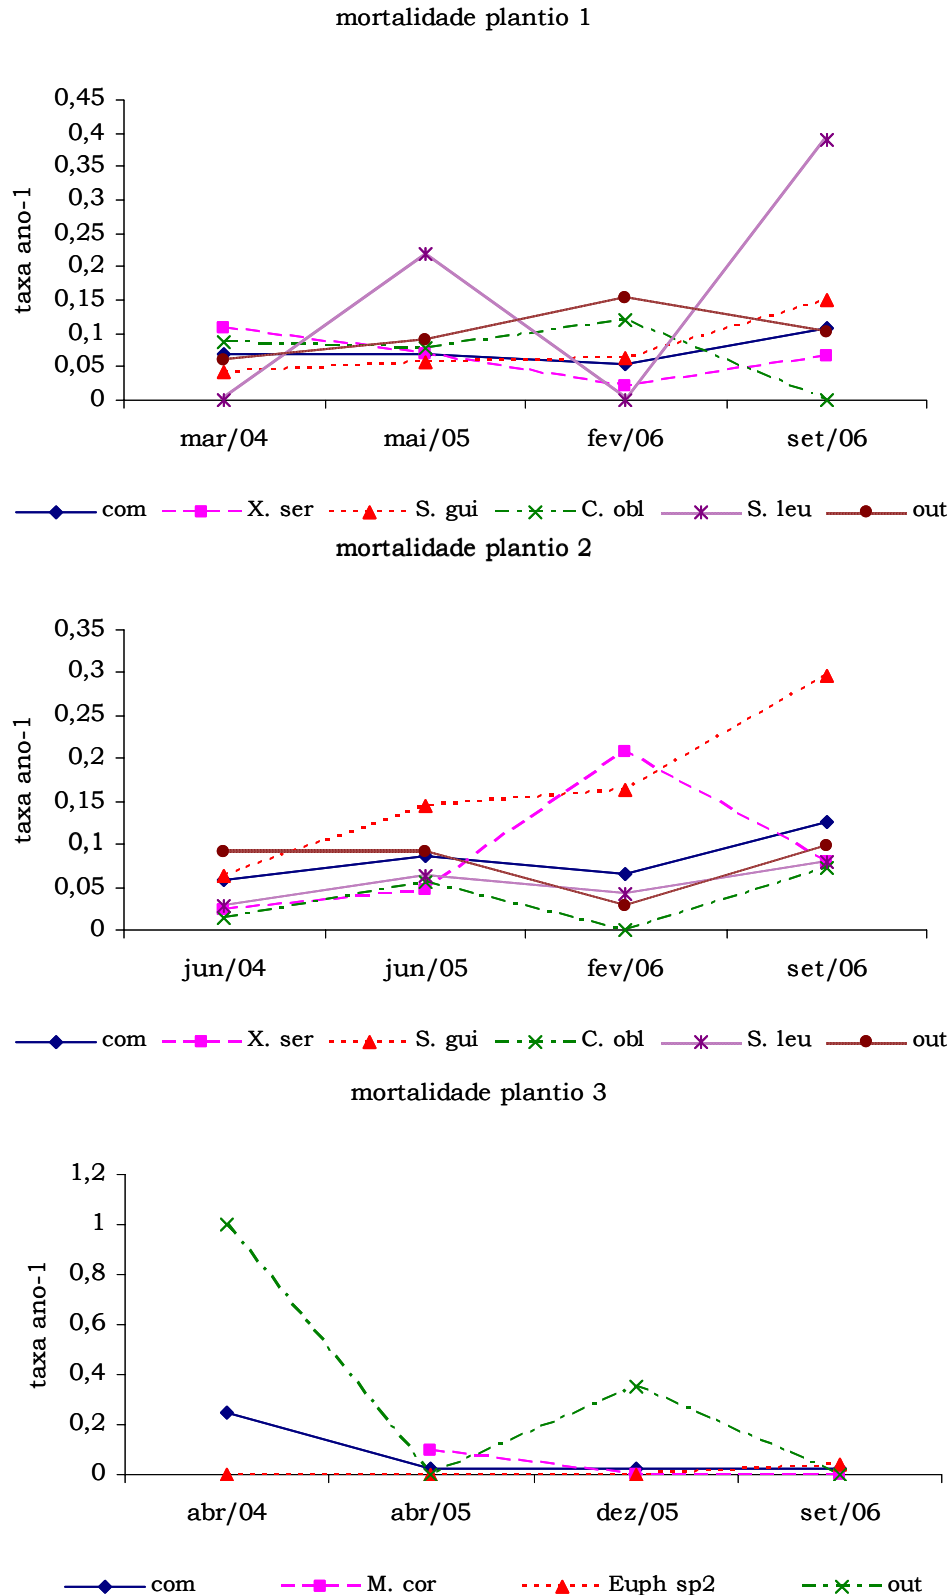 mortalidade plantio 1
0,45
0,4
0,35
0,3
0,25
0,2
0,15
0,1
0,05
0
taxa ano-1
mar/04 mai/05 fev/06 set/06
com X. ser S. gui C. obl S. leu out
mortalidade plantio 2
0,35
0,3
0,25
0,2
0,15
0,1
0,05
0
taxa ano-1
jun/04 jun/05 fev/06 set/06
com X. ser S. gui C. obl S. leu out
mortalidade plantio 3
1,2
1
0,8
0,6
0,4
0,2
0
taxa ano-1
abr/04 abr/05 dez/05 set/06
com M. cor Euph sp2 out